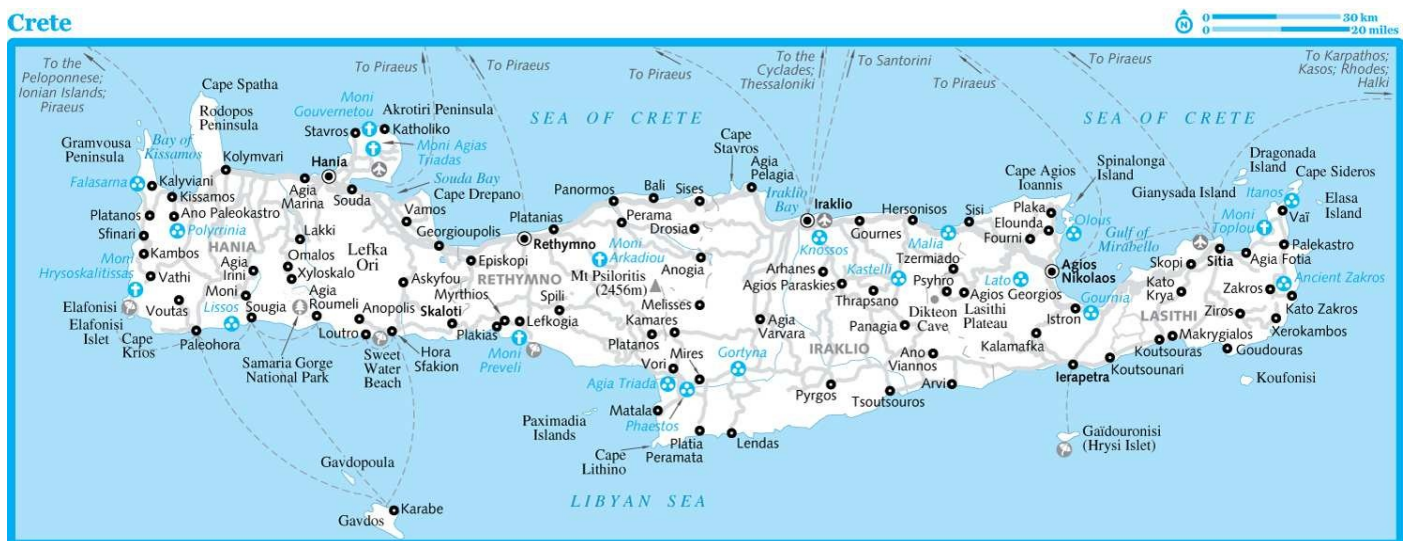 Crete
N
0
30 km
0
20 miles
To the
Peloponnese;
Ionian Islands;
Piraeus
To Piraeus
To Piraeus
To Piraeus
To the
Cyclades;
Thessaloniki
To Santorini
To Piraeus
To Piraeus
To Karpathos;
Kasos; Rhodes;
Halki
SEA OF CRETE
SEA OF CRETE
LIBYAN SEA
Cape Spatha
Rodopos
Peninsula
Gramvousa
Peninsula
Bay of
Kissamos
Moni
Gouvernetou
Akrotiri Peninsula
Stavros
Katholiko
Moni Agias
Triadas
Kolymvari
Hania
Souda Bay
Cape Drepano
Falasarna
Kalyviani
Kissamos
Agia
Marina
Souda
Platanos
Ano Paleokastro
Polyrrinia
Sfinari
HANIA
Lakki
Vamos
Georgioupolis
Lefka
Ori
Kambos
Omalos
Agia
Irini
Xyloskalo
Moni
Hrysoskalitissas
Vathi
Askyfou
Elafonisi
Elafonisi
Islet
Voutas
Moni
Lissos
Sougia
Agia
Roumeli
Anopolis
Skaloti
Cape
Krios
Paleohora
Loutro
Samaria Gorge
National Park
Sweet
Water
Beach
Hora
Sfakion
Gavdopoula
Gavdos
Karabe
Platanias
Rethymno
Episkopi
RETHYMNO
Myrthios
Plakias
Lefkogia
Moni
Preveli
Spili
Panormos
Bali
Sises
Perama
Drosia
Moni
Arkadiou
Mt Psiloritis
(2456m)
Anogia
Melisses
Kamares
Platanos
Vori
Mires
Agia Triada
Phaestos
Matala
Paximadia
Islands
Cape
Lithino
Platia
Peramata
Lendas
Gortyna
Agia
Varvara
Cape
Stavros
Agia
Pelagia
Iraklio
Bay
Iraklio
Knossos
Gournes
Hersonisos
Sisi
Malia
Arhanes
Agios Paraskies
Kastelli
Tzermiado
Psyhro
Thrapsano
Agios Georgios
Lasithi
Plateau
Dikteon
Cave
Panagia
IRAKLIO
Ano
Viannos
Pyrgos
Tsoutsouros
Arvi
Cape Agios
Ioannis
Spinalonga
Island
Plaka
Elounda
Olous
Fourni
Gulf of
Mirabello
Agios
Nikolaos
Lato
Gournia
Istron
Kalamafka
Ierapetra
Gaïdouronisi
(Hrysi Islet)
Koutsounari
Koutsouras
Makrygialos
LASITHI
Goudouras
Koufonisi
Dragonada
Island
Gianysada Island
Cape Sideros
Itanos
Elasa
Island
Moni
Toplou
Vaï
Palekastro
Sitia
Agia Fotia
Skopi
Kato
Krya
Zakros
Ancient Zakros
Kato Zakros
Ziros
Xerokambos